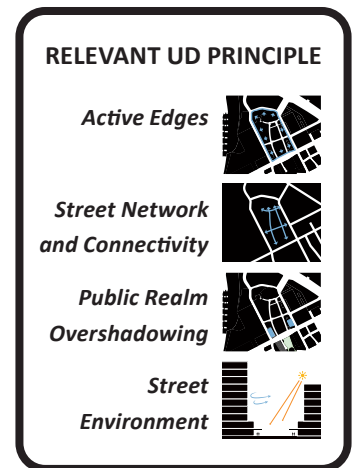 RELEVANT UD PRINCIPLE
Active Edges
Street Network
and Connectivity
Public Realm
Overshadowing
Street
Environment